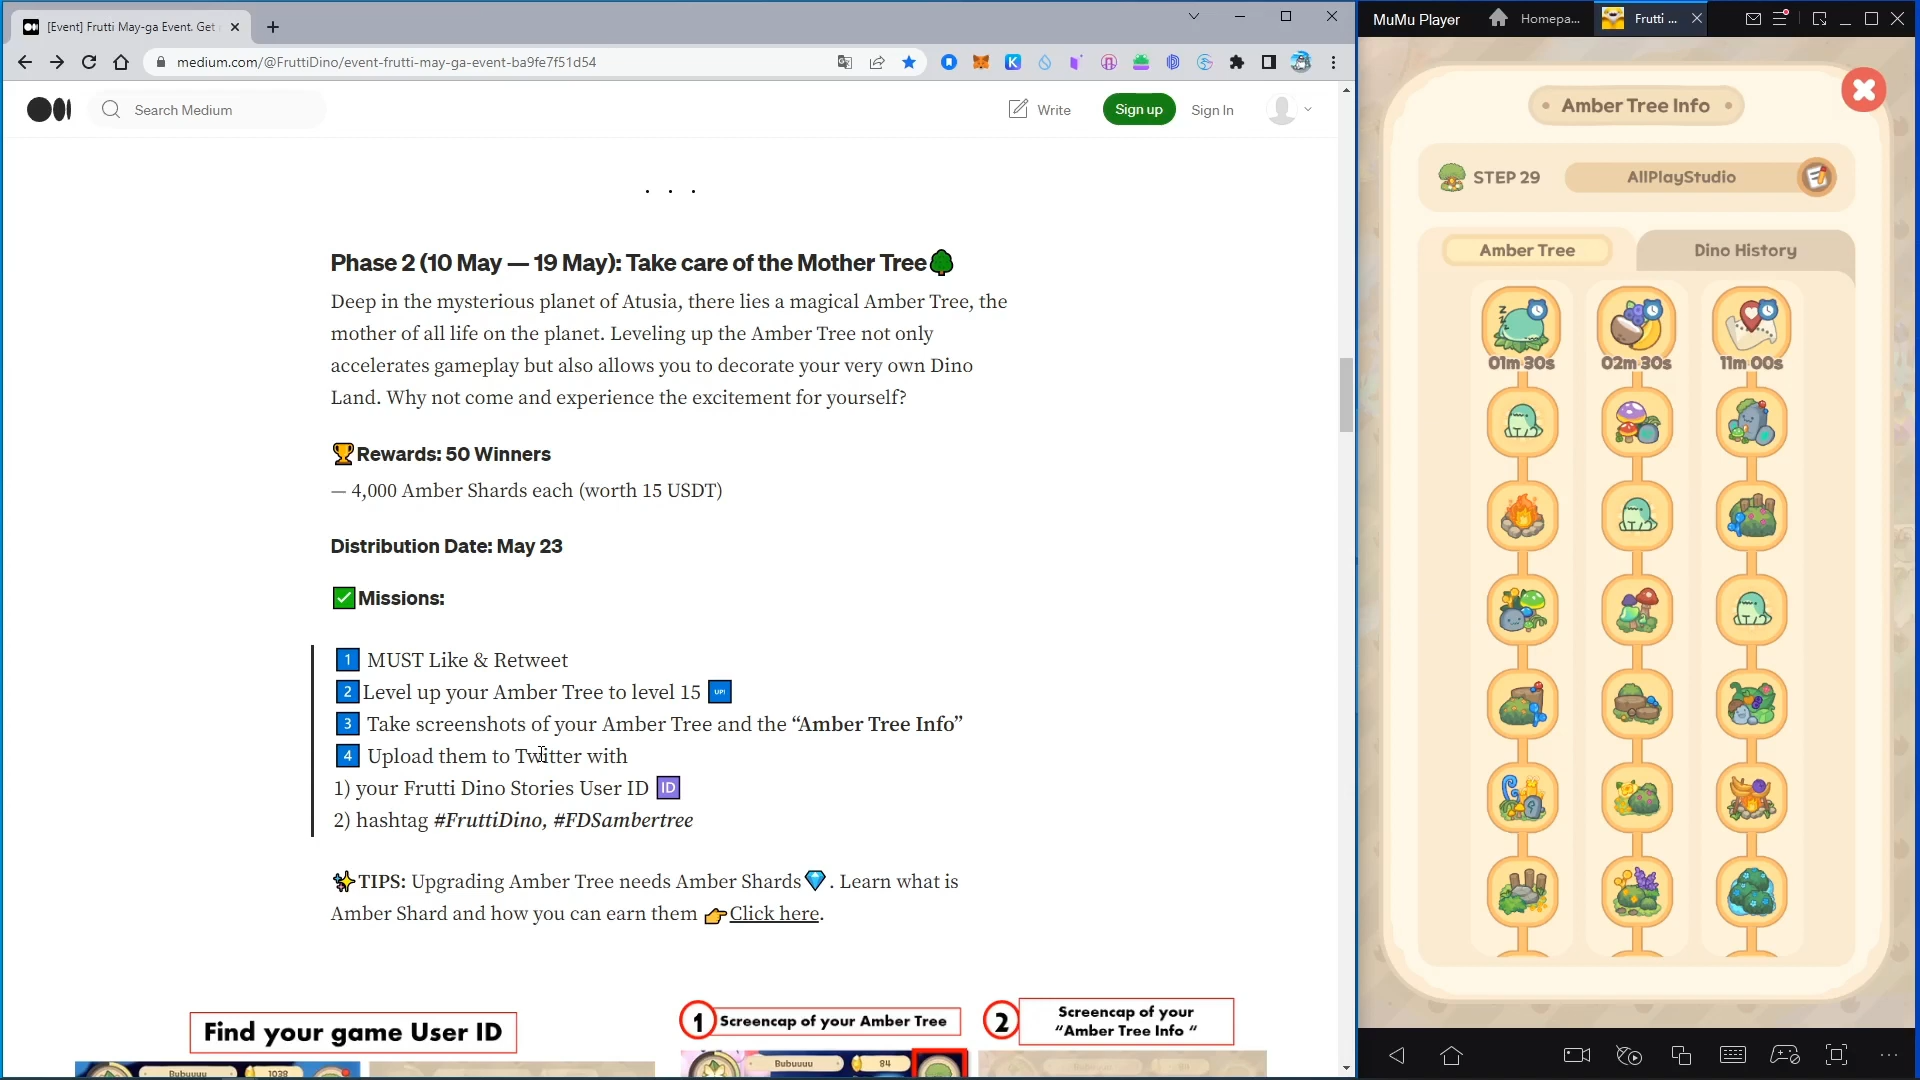 [Event] Frutti May-ga Event. Get
medium.com/@FruttiDino/event-frutti-may-ga-event-ba9fe7f51d54
Search Medium
Write
Sign up
Sign In
. . .
Phase 2 (10 May — 19 May): Take care of the Mother Tree
Deep in the mysterious planet of Atusia, there lies a magical Amber Tree, the
mother of all life on the planet. Leveling up the Amber Tree not only
accelerates gameplay but also allows you to decorate your very own Dino
Land. Why not come and experience the excitement for yourself?
Rewards: 50 Winners
— 4,000 Amber Shards each (worth 15 USDT)
Distribution Date: May 23
Missions:
1 MUST Like & Retweet
2 Level up your Amber Tree to level 15 UP!
3 Take screenshots of your Amber Tree and the “Amber Tree Info”
4 Upload them to Twitter with
1) your Frutti Dino Stories User ID ID
2) hashtag #FruttiDino, #FDSambertree
TIPS: Upgrading Amber Tree needs Amber Shards. Learn what is
Amber Shard and how you can earn them Click here.
Find your game User ID
1 Screencap of your Amber Tree
2 Screencap of your
“Amber Tree Info “
Bubuuuu 1038
Bubuuuu 84
MuMu Player
Homepa...
Frutti ...
Amber Tree Info
STEP 29
AllPlayStudio
Amber Tree
Dino History
01m 30s
02m 30s
11m 00s